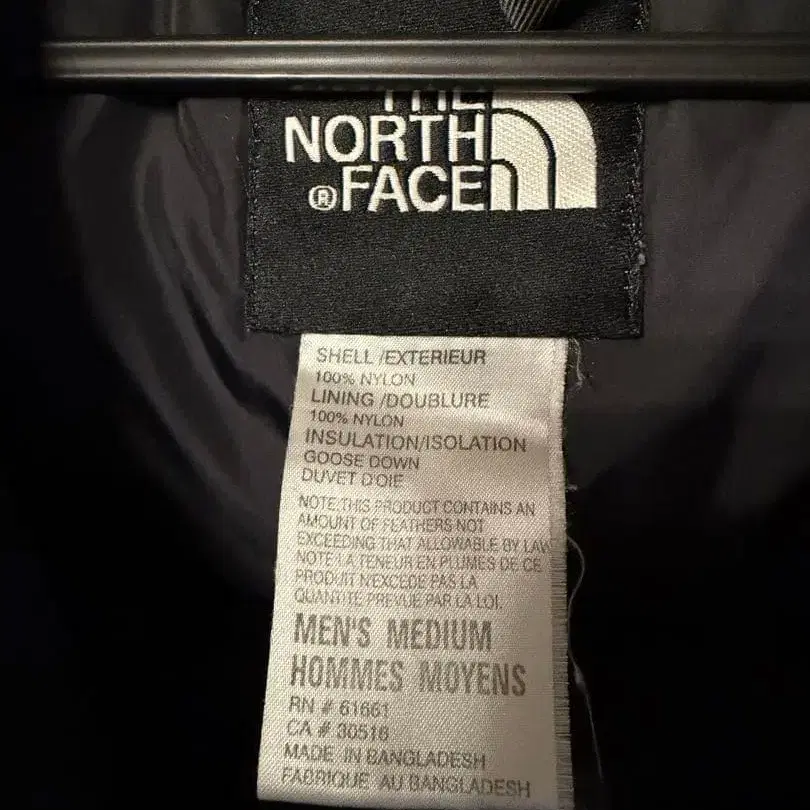 THE
NORTH
® FACE
SHELL /EXTERIEUR
100% NYLON
LINING /DOUBLURE
100% NYLON
INSULATION/ISOLATION
GOOSE DOWN
DUVET D'OIE
NOTE:THIS PRODUCT CONTAINS AN
AMOUNT OF FEATHERS NOT
EXCEEDING THAT ALLOWABLE BY LAW
NOTE:LA TENEUR EN PLUMES DE CE
PRODUIT N'EXCEDE PAS LA
QUANTITE PREVUE PAR LA LOI.
MEN'S MEDIUM
HOMMES MOYENS
RN # 61661
CA # 30516
MADE IN BANGLADESH
FABRIQUE AU BANGLADESH